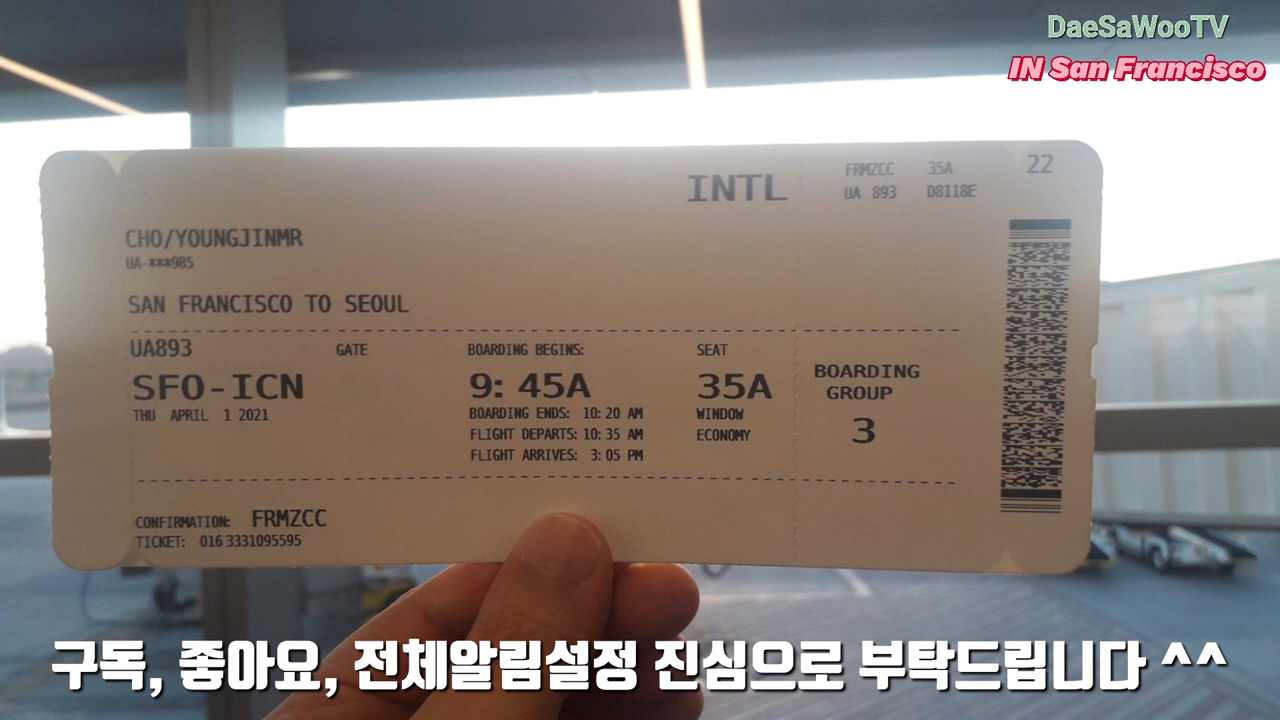 DaeSaWooTV
IN San Francisco
INTL
FRMZCC 35A
UA 893 D8118E
22
CHO/YOUNGJINMR
UA-***985
SAN FRANCISCO TO SEOUL
UA893 GATE BOARDING BEGINS: SEAT
SFO-ICN 9:45A 35A
THU APRIL 1 2021
BOARDING ENDS: 10:20 AM
FLIGHT DEPARTS: 10:35 AM
FLIGHT ARRIVES: 3:05 PM
WINDOW
ECONOMY
BOARDING
GROUP
3
CONFIRMATION: FRMZCC
TICKET: 016 3331095595
구독, 좋아요, 전체알림설정 진심으로 부탁드립니다 ^^